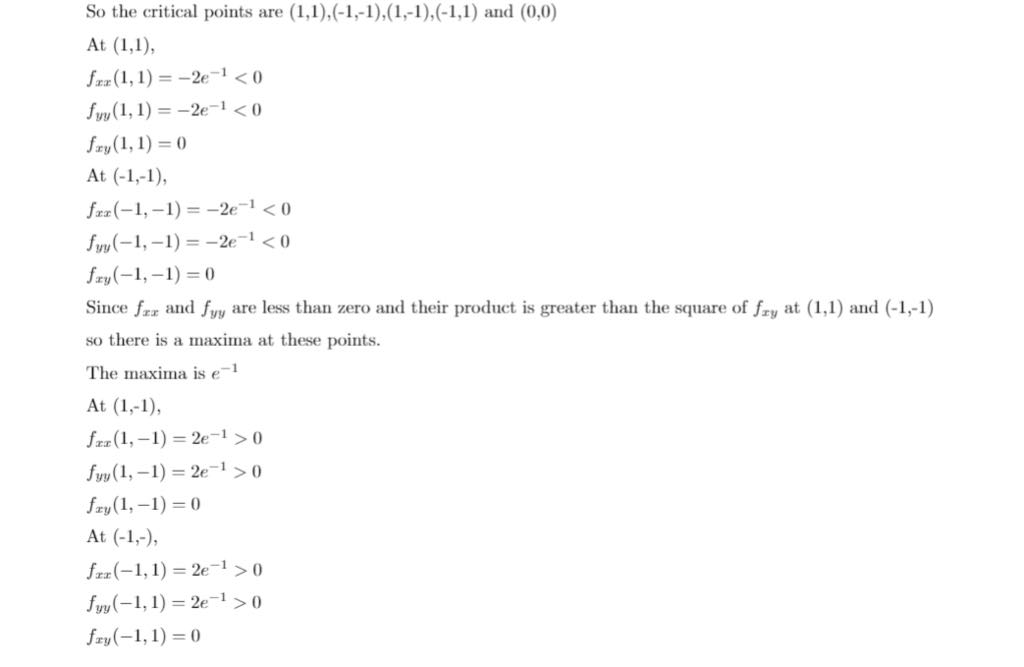 So the critical points are (1,1),(-1,-1),(1,-1),(-1,1) and (0,0)
At (1,1),
f_{xx}(1, 1) = −2e^{−1} < 0
f_{yy}(1, 1) = −2e^{−1} < 0
f_{xy}(1, 1) = 0
At (-1,-1),
f_{xx}(−1, −1) = −2e^{−1} < 0
f_{yy}(−1, −1) = −2e^{−1} < 0
f_{xy}(−1, −1) = 0
Since f_{xx} and f_{yy} are less than zero and their product is greater than the square of f_{xy} at (1,1) and (-1,-1)
so there is a maxima at these points.
The maxima is e^{−1}
At (1,-1),
f_{xx}(1, −1) = 2e^{−1} > 0
f_{yy}(1, −1) = 2e^{−1} > 0
f_{xy}(1, −1) = 0
At (-1,-),
f_{xx}(−1, 1) = 2e^{−1} > 0
f_{yy}(−1, 1) = 2e^{−1} > 0
f_{xy}(−1, 1) = 0